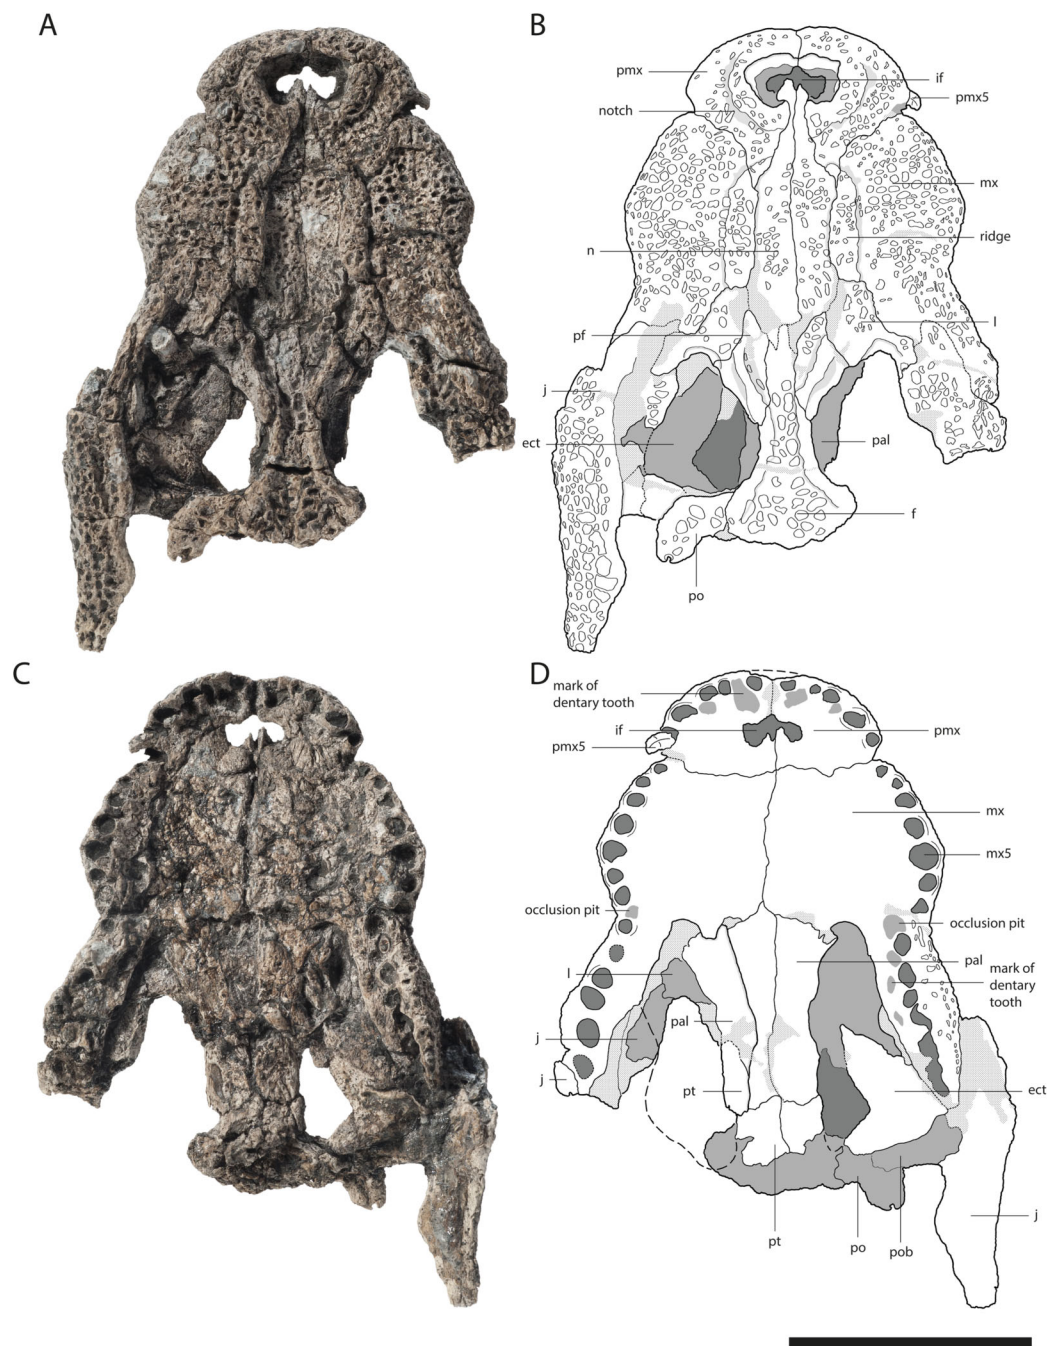 A
B
pmx
if
pmx5
notch
mx
ridge
n
l
pf
j
ect
pal
f
po
C
D
mark of
dentary tooth
if
pmx
pmx5
mx
mx5
occlusion pit
occlusion pit
pal
l
mark of
dentary
tooth
pal
j
j
pt
ect
j
pt
po
pob